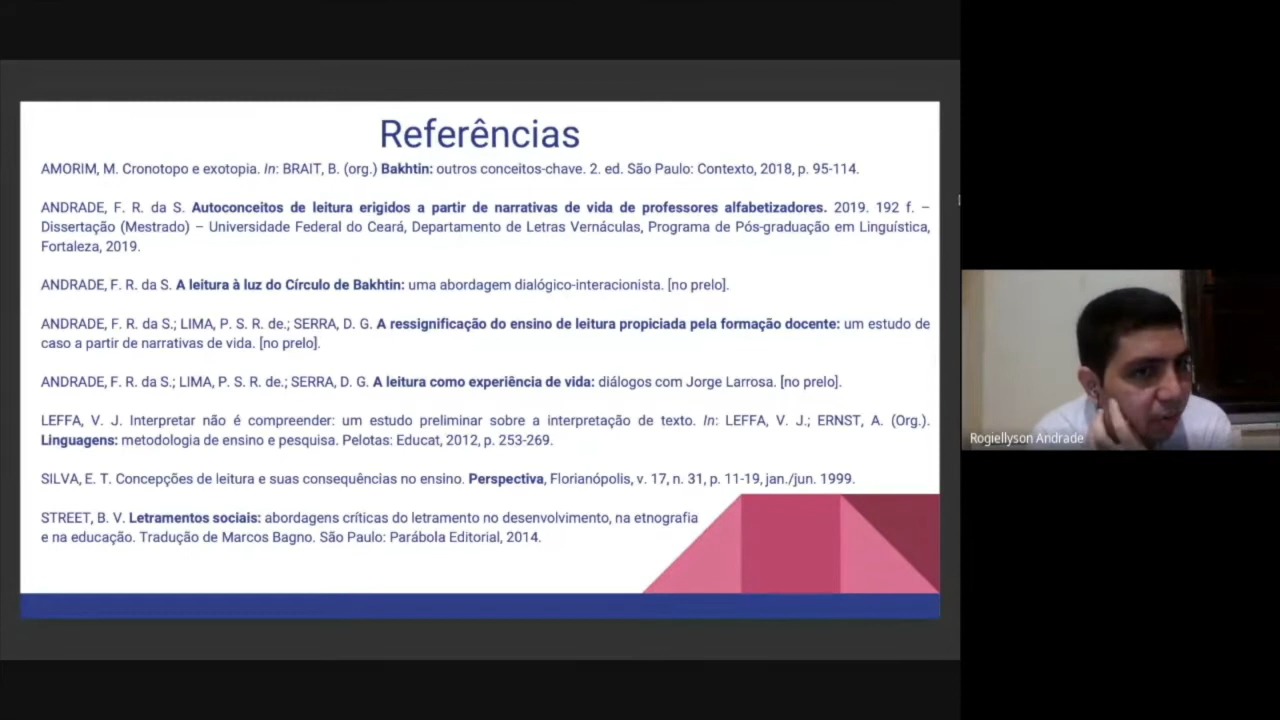 Referências
AMORIM, M. Cronotopo e exotopia. In: BRAIT, B. (org.) Bakhtin: outros conceitos-chave. 2. ed. São Paulo: Contexto, 2018, p. 95-114.
ANDRADE, F. R. da S. Autoconceitos de leitura erigidos a partir de narrativas de vida de professores alfabetizadores. 2019. 192 f. –
Dissertação (Mestrado) – Universidade Federal do Ceará, Departamento de Letras Vernáculas, Programa de Pós-graduação em Linguística,
Fortaleza, 2019.
ANDRADE, F. R. da S. A leitura à luz do Círculo de Bakhtin: uma abordagem dialógico-interacionista. [no prelo].
ANDRADE, F. R. da S.; LIMA, P. S. R. de.; SERRA, D. G. A ressignificação do ensino de leitura propiciada pela formação docente: um estudo de
caso a partir de narrativas de vida. [no prelo].
ANDRADE, F. R. da S.; LIMA, P. S. R. de.; SERRA, D. G. A leitura como experiência de vida: diálogos com Jorge Larrosa. [no prelo].
LEFFA, V. J. Interpretar não é compreender: um estudo preliminar sobre a interpretação de texto. In: LEFFA, V. J.; ERNST, A. (Org.).
Linguagens: metodologia de ensino e pesquisa. Pelotas: Educat, 2012, p. 253-269.
SILVA, E. T. Concepções de leitura e suas consequências no ensino. Perspectiva, Florianópolis, v. 17, n. 31, p. 11-19, jan./jun. 1999.
STREET, B. V. Letramentos sociais: abordagens críticas do letramento no desenvolvimento, na etnografia
e na educação. Tradução de Marcos Bagno. São Paulo: Parábola Editorial, 2014.
Rogiellyson Andrade